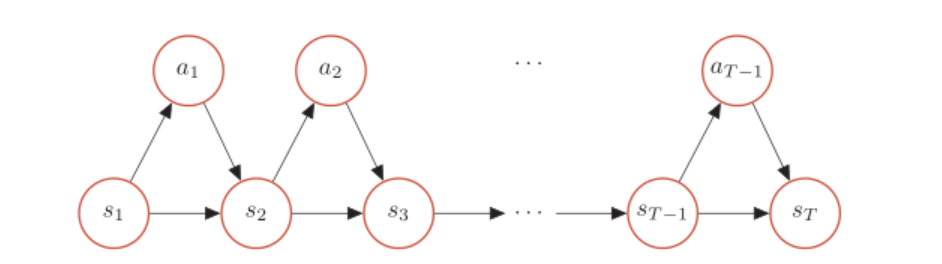 a₁ a₂ ⋯ a_{T−1}
s₁ s₂ s₃ ⋯ s_{T−1} s_T